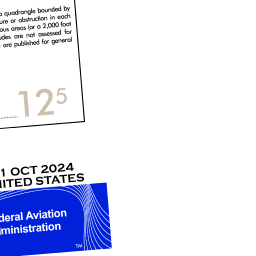 a quadrangle bounded by
ure or obstruction in each
ous areas (or a 2,000 foot
udes are not assessed for
are published for general
12⁵
1 OCT 2024
NITED STATES
deral Aviation
ministration
TM